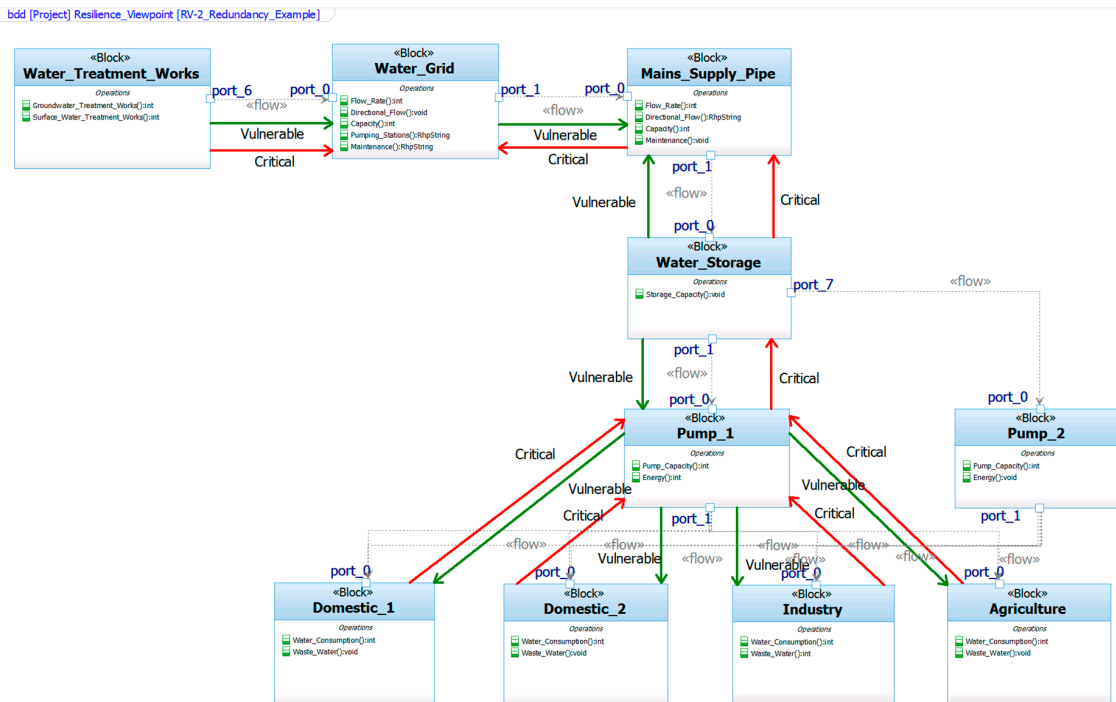 bdd [Project] Resilience_Viewpoint [RV-2_Redundancy_Example]
«Block»
Water_Treatment_Works
Operations
Groundwater_Treatment_Works():int
Surface_Water_Treatment_Works():int
port_6
port_0
«flow»
Vulnerable
Critical
«Block»
Water_Grid
Operations
Flow_Rate():int
Directional_Flow():void
Capacity():int
Pumping_Stations():RhpString
Maintenance():RhpString
port_1
port_0
«flow»
Vulnerable
Critical
«Block»
Mains_Supply_Pipe
Operations
Flow_Rate():int
Directional_Flow():RhpString
Capacity():int
Maintenance():void
port_1
«flow»
Vulnerable
Critical
port_0
«Block»
Water_Storage
Operations
Storage_Capacity():void
port_7
«flow»
port_1
«flow»
Vulnerable
Critical
port_0
port_0
«Block»
Pump_1
Operations
Pump_Capacity():int
Energy():int
«Block»
Pump_2
Operations
Pump_Capacity():int
Energy():void
Critical
Critical
Vulnerable
Vulnerable
Critical
Critical
port_1
port_1
«flow»
«flow»
«flow»
«flow»
Vulnerable
«flow»
«flow»
«flow»
«flow»
Vulnerable
port_0
port_0
port_0
port_0
«Block»
Domestic_1
Operations
Water_Consumption():int
Waste_Water():void
«Block»
Domestic_2
Operations
Water_Consumption():int
Waste_Water():void
«Block»
Industry
Operations
Water_Consumption():int
Waste_Water():int
«Block»
Agriculture
Operations
Water_Consumption():int
Waste_Water():void